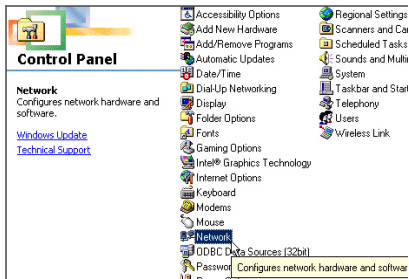 Control Panel
Network
Configures network hardware and
software.
Windows Update
Technical Support
Accessibility Options
Add New Hardware
Add/Remove Programs
Automatic Updates
Date/Time
Dial-Up Networking
Display
Folder Options
Fonts
Gaming Options
Intel® Graphics Technology
Internet Options
Keyboard
Modems
Mouse
Network
ODBC Data Sources (32bit)
Passwor
Configures network hardware and softwar
Regional Settings
Scanners and Ca
Scheduled Tasks
Sounds and Multi
System
Taskbar and Start
Telephony
Users
Wireless Link